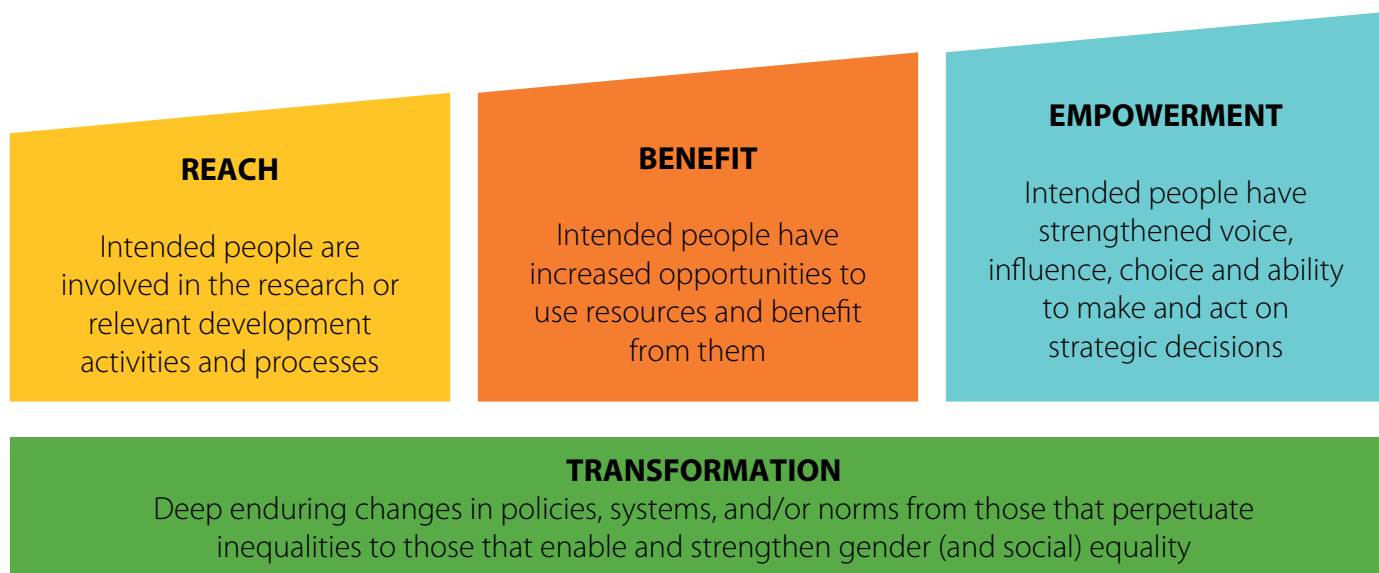 REACH
Intended people are
involved in the research or
relevant development
activities and processes
BENEFIT
Intended people have
increased opportunities to
use resources and benefit
from them
EMPOWERMENT
Intended people have
strengthened voice,
influence, choice and ability
to make and act on
strategic decisions
TRANSFORMATION
Deep enduring changes in policies, systems, and/or norms from those that perpetuate
inequalities to those that enable and strengthen gender (and social) equality